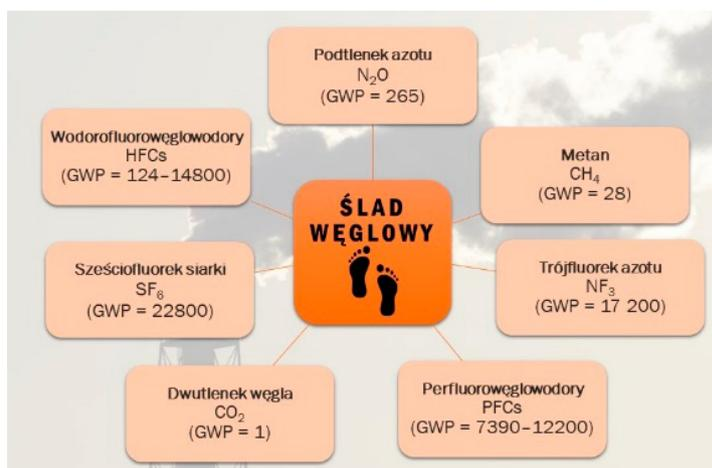 Podtlenek azotu
N₂O
(GWP = 265)
Wodorofluorowęglowodory
HFCs
(GWP = 124–14800)
Metan
CH₄
(GWP = 28)
ŚLAD
WĘGLOWY
Sześciofluorek siarki
SF₆
(GWP = 22800)
Trójfluorek azotu
NF₃
(GWP = 17 200)
Dwutlenek węgla
CO₂
(GWP = 1)
Perfluorowęglowodory
PFCs
(GWP = 7390–12200)